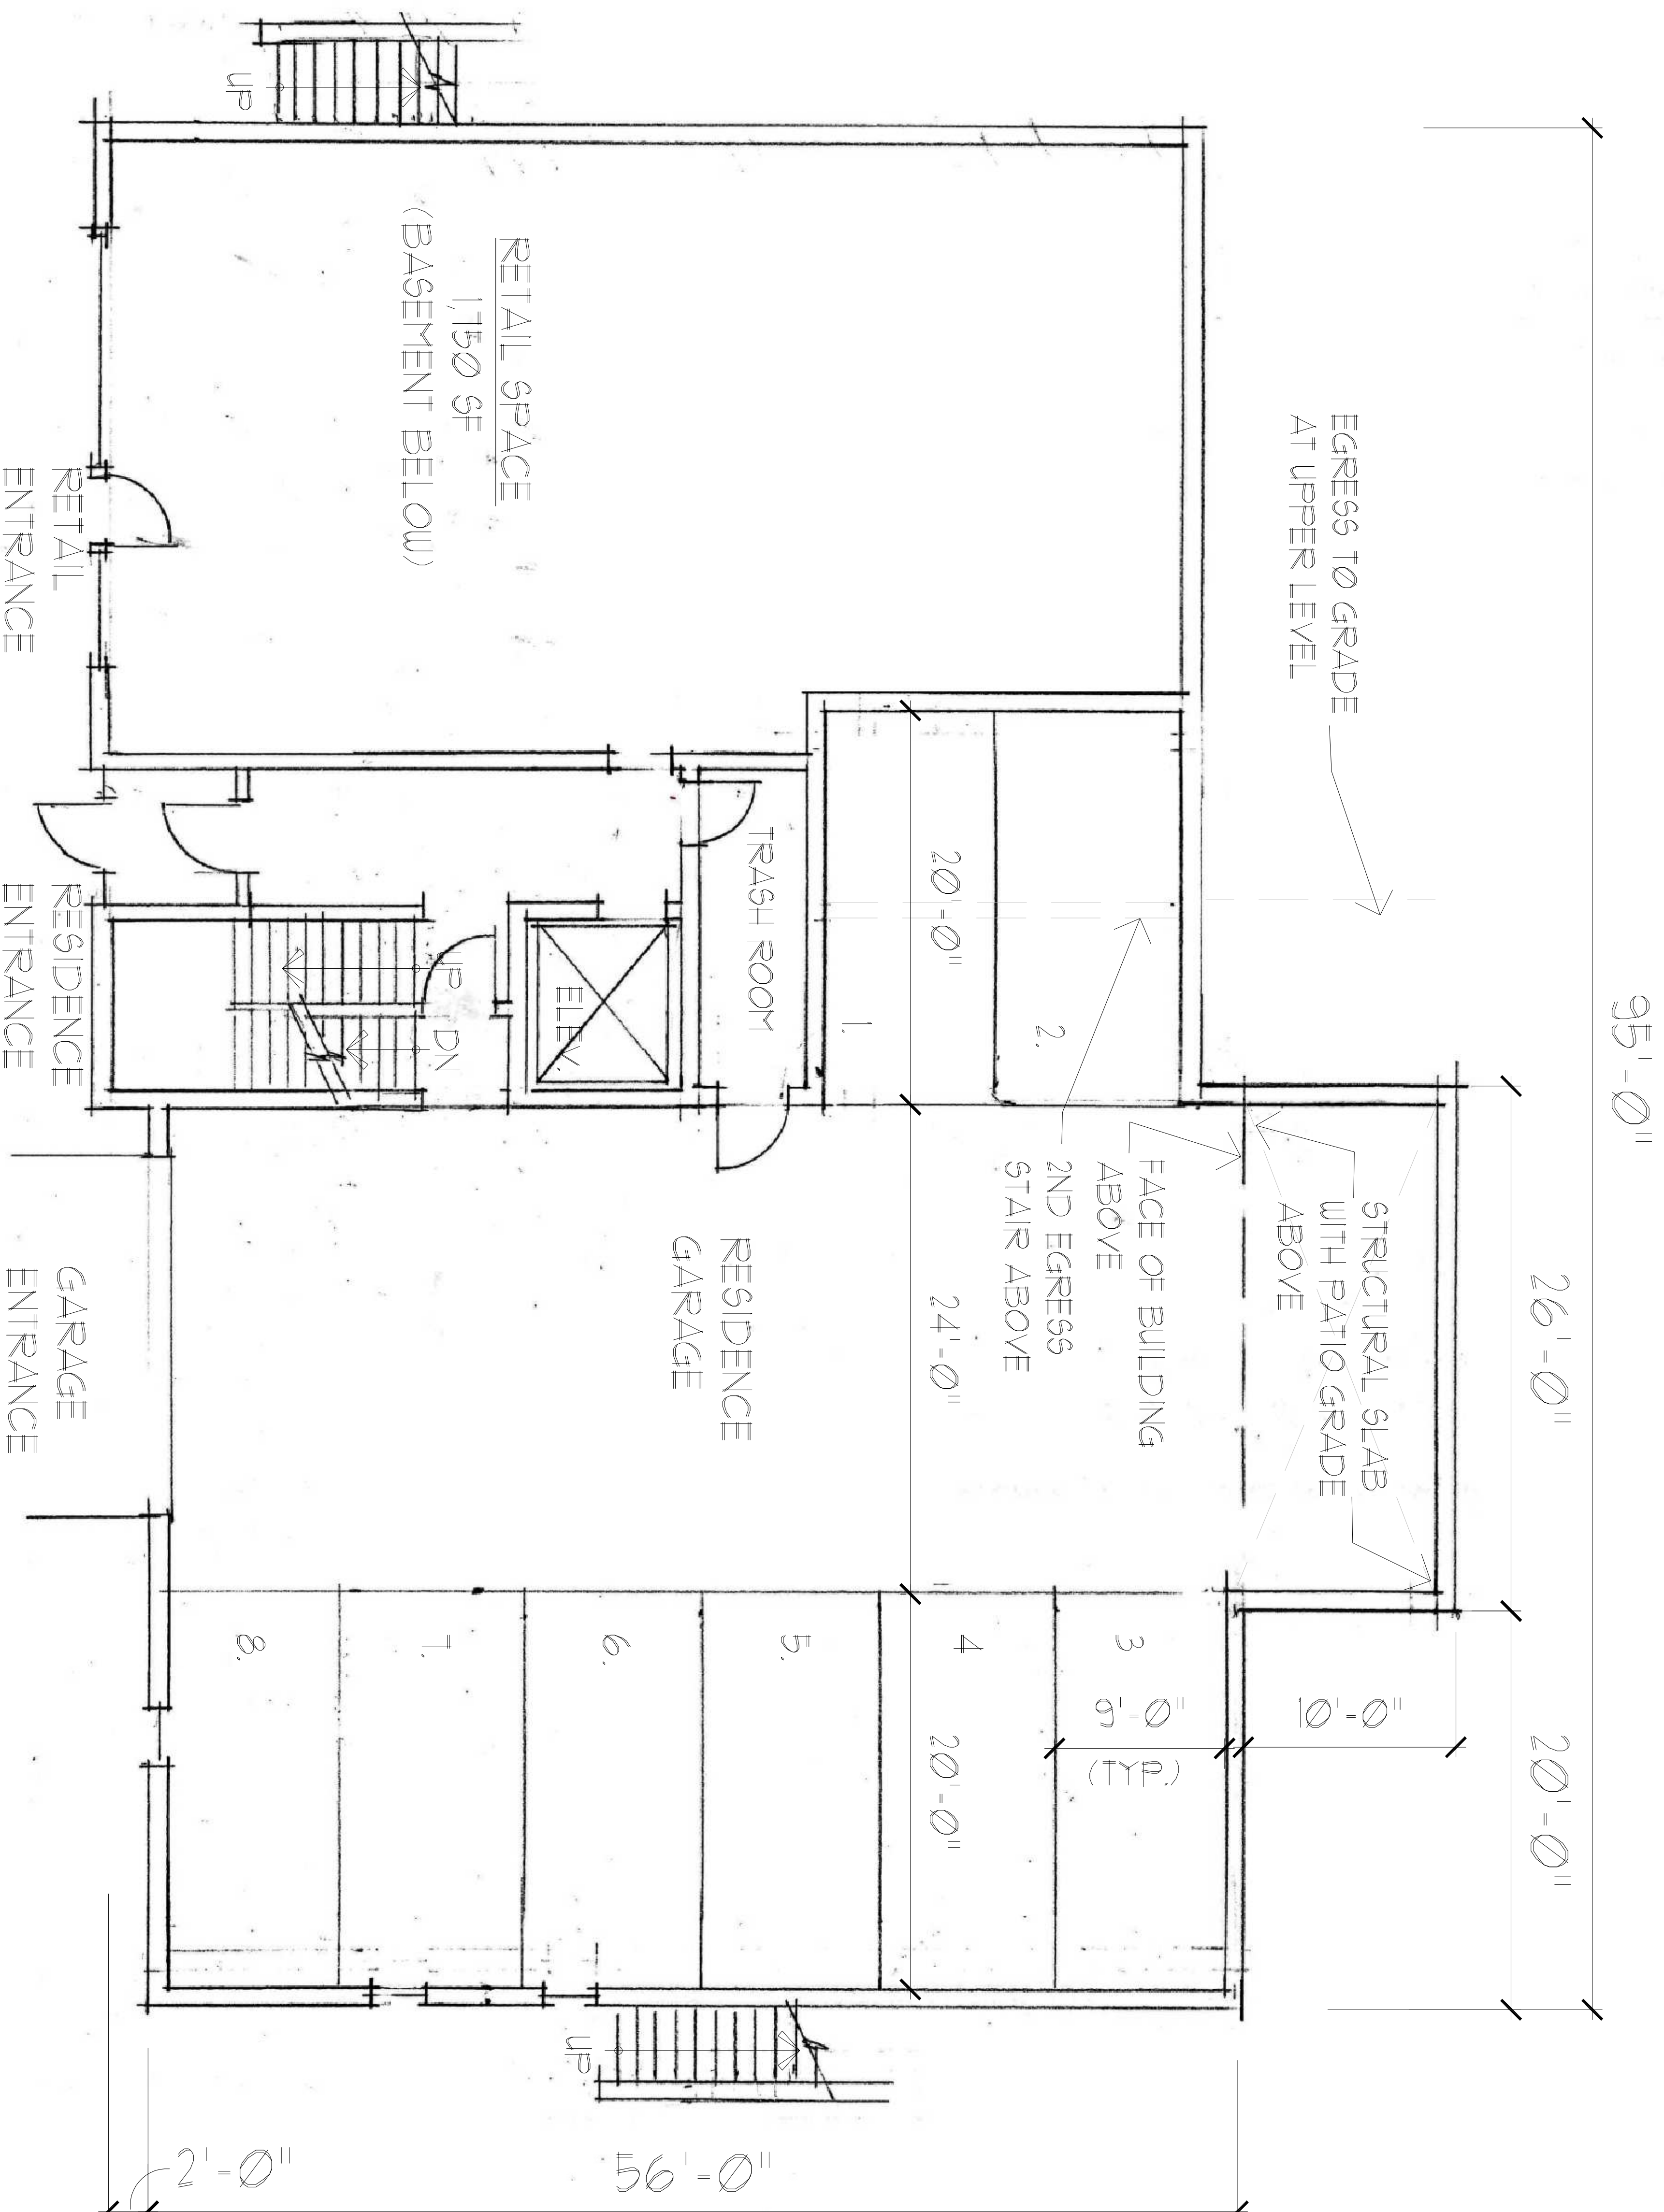 95'-0"
26'-0"
20'-0"
EGRESS TO GRADE
AT UPPER LEVEL
STRUCTURAL SLAB
WITH PATIO GRADE
ABOVE
10'-0"
FACE OF BUILDING
ABOVE
2ND EGRESS
STAIR ABOVE
9'-0"
(TYP.)
20'-0"
24'-0"
20'-0"
1.
2.
3
4
5.
6.
7.
8.
TRASH ROOM
RESIDENCE
GARAGE
ELEV.
UP
DN
RETAIL SPACE
1,750 SF
(BASEMENT BELOW)
UP
UP
RETAIL
ENTRANCE
RESIDENCE
ENTRANCE
GARAGE
ENTRANCE
56'-0"
2'-0"